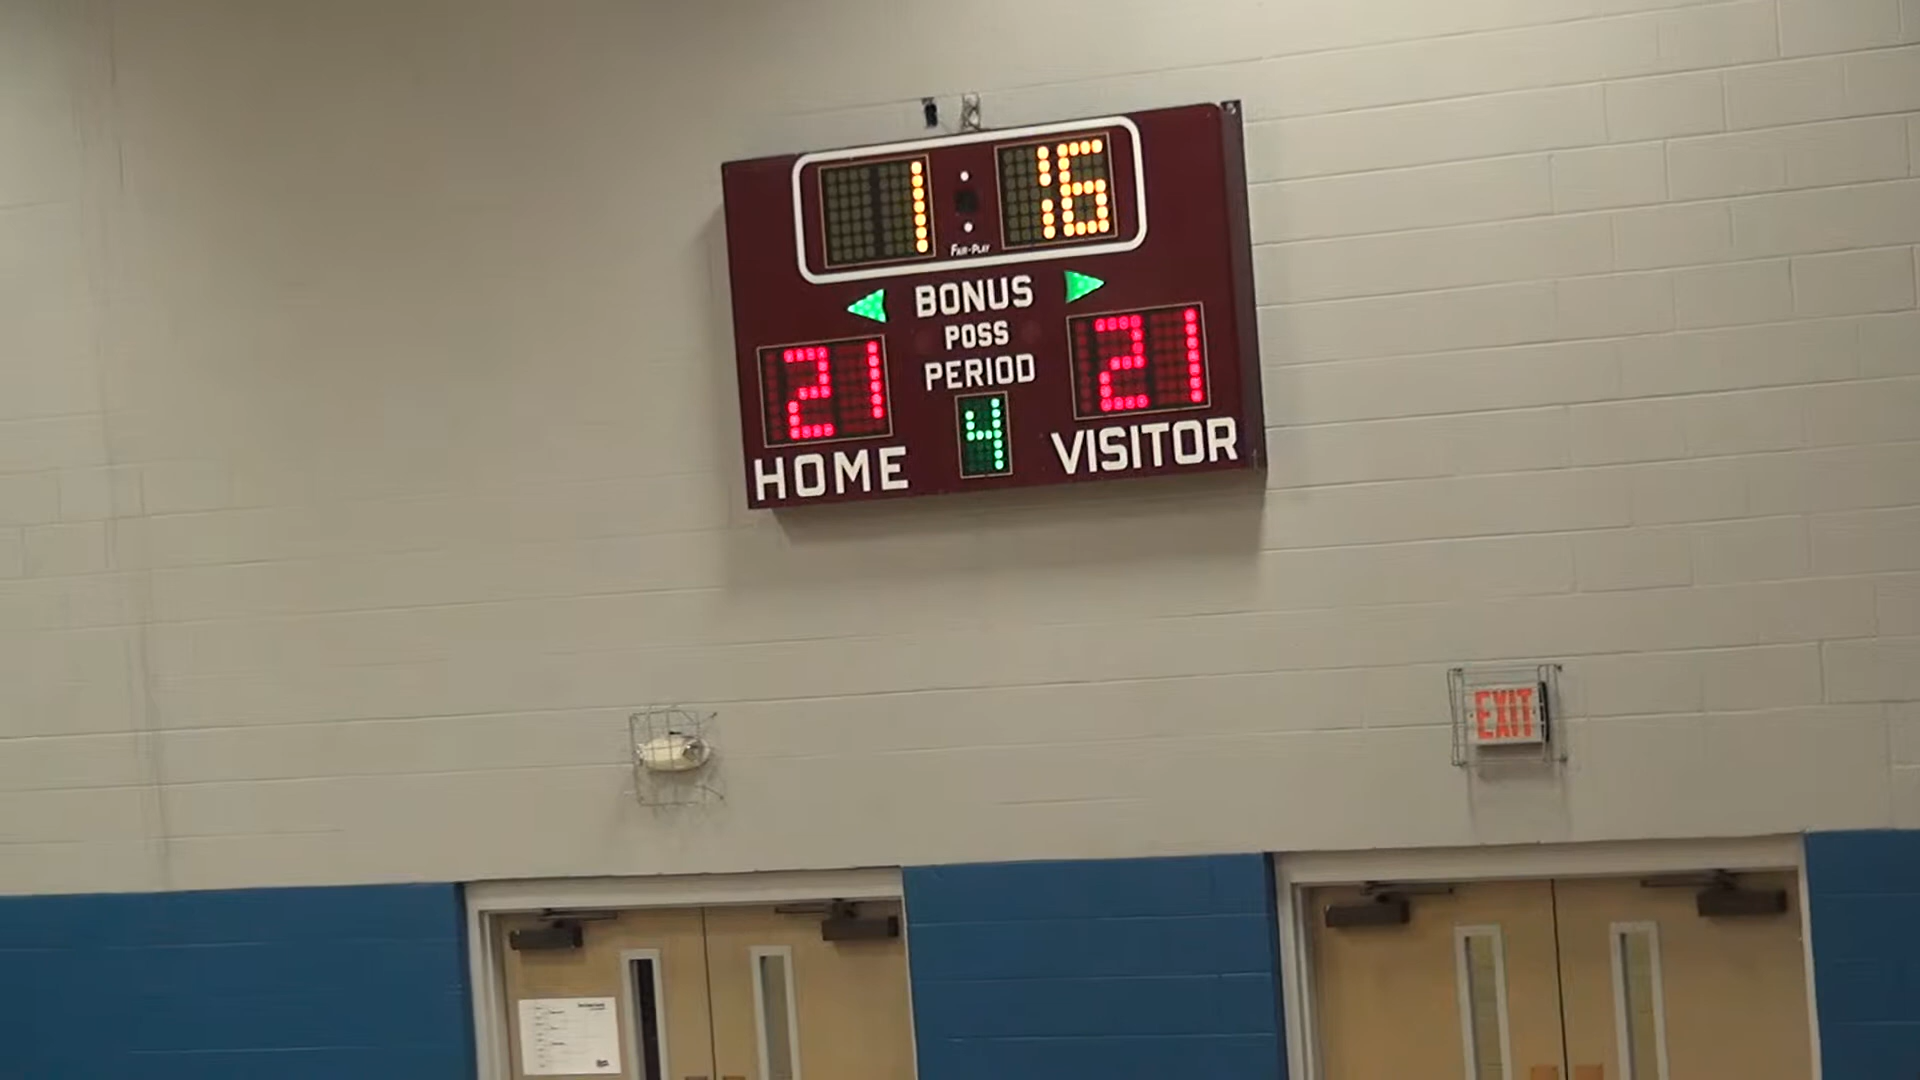 1 : 16
FAIR-PLAY
BONUS
POSS
PERIOD
21 4 21
HOME VISITOR
EXIT